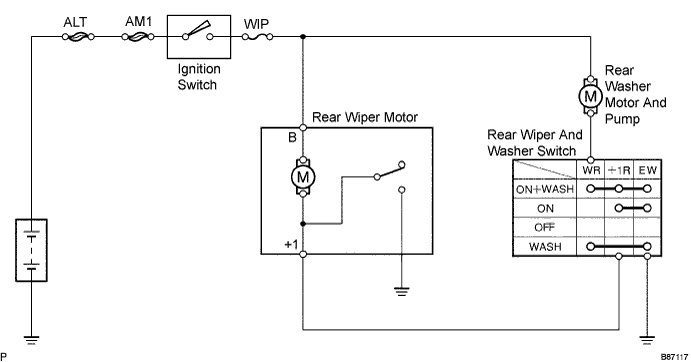 ALT
AM1
WIP
Ignition
Switch
Rear Wiper Motor
B
M
+1
Rear
Washer
Motor And
Pump
M
Rear Wiper And
Washer Switch
WR +1R EW
ON+WASH
ON
OFF
WASH
P
B87117